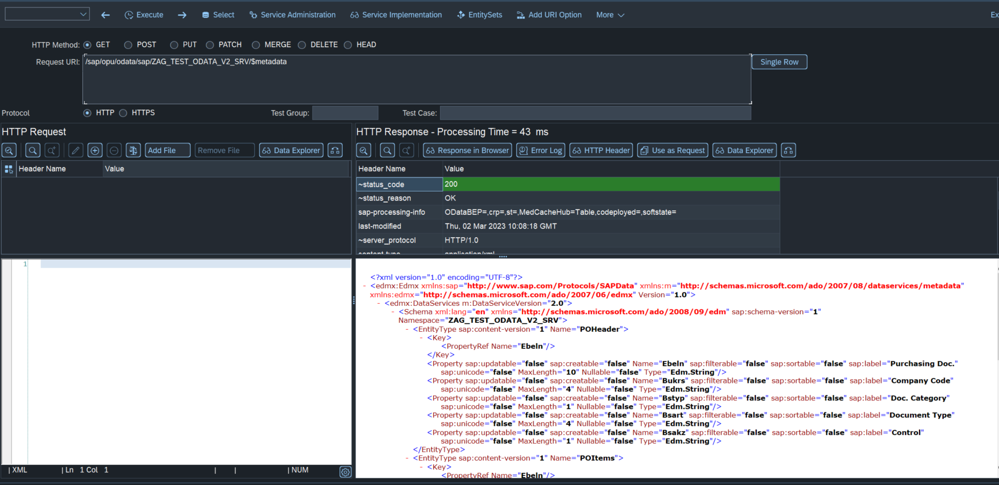 Execute Select Service Administration Service Implementation EntitySets Add URI Option More Ex
HTTP Method: GET POST PUT PATCH MERGE DELETE HEAD
Request URI: /sap/opu/odata/sap/ZAG_TEST_ODATA_V2_SRV/$metadata Single Row
Protocol HTTP HTTPS Test Group: Test Case:
HTTP Request
Add File Remove File Data Explorer
Header Name Value
1
| XML | Ln 1 Col 1 | | | NUM
HTTP Response - Processing Time = 43 ms
Response in Browser Error Log HTTP Header Use as Request Data Explorer
Header Name Value
~status_code 200
~status_reason OK
sap-processing-info ODataBEP=,crp=,st=,MedCacheHub=Table,codeployed=,softstate=
last-modified Thu, 02 Mar 2023 10:08:18 GMT
~server_protocol HTTP/1.0
content-type application/xml
<?xml version="1.0" encoding="UTF-8"?>
- <edmx:Edmx xmlns:sap="http://www.sap.com/Protocols/SAPData" xmlns:m="http://schemas.microsoft.com/ado/2007/08/dataservices/metadata"
xmlns:edmx="http://schemas.microsoft.com/ado/2007/06/edmx" Version="1.0">
- <edmx:DataServices m:DataServiceVersion="2.0">
- <Schema xml:lang="en" xmlns="http://schemas.microsoft.com/ado/2008/09/edm" sap:schema-version="1"
Namespace="ZAG_TEST_ODATA_V2_SRV">
- <EntityType sap:content-version="1" Name="POHeader">
- <Key>
<PropertyRef Name="Ebeln"/>
</Key>
<Property sap:updatable="false" sap:creatable="false" Name="Ebeln" sap:filterable="false" sap:sortable="false" sap:label="Purchasing Doc."
sap:unicode="false" MaxLength="10" Nullable="false" Type="Edm.String"/>
<Property sap:updatable="false" sap:creatable="false" Name="Bukrs" sap:filterable="false" sap:sortable="false" sap:label="Company Code"
sap:unicode="false" MaxLength="4" Nullable="false" Type="Edm.String"/>
<Property sap:updatable="false" sap:creatable="false" Name="Bstyp" sap:filterable="false" sap:sortable="false" sap:label="Doc. Category"
sap:unicode="false" MaxLength="1" Nullable="false" Type="Edm.String"/>
<Property sap:updatable="false" sap:creatable="false" Name="Bsart" sap:filterable="false" sap:sortable="false" sap:label="Document Type"
sap:unicode="false" MaxLength="4" Nullable="false" Type="Edm.String"/>
<Property sap:updatable="false" sap:creatable="false" Name="Bsakz" sap:filterable="false" sap:sortable="false" sap:label="Control"
sap:unicode="false" MaxLength="1" Nullable="false" Type="Edm.String"/>
</EntityType>
- <EntityType sap:content-version="1" Name="POItems">
- <Key>
<PropertyRef Name="Ebeln"/>